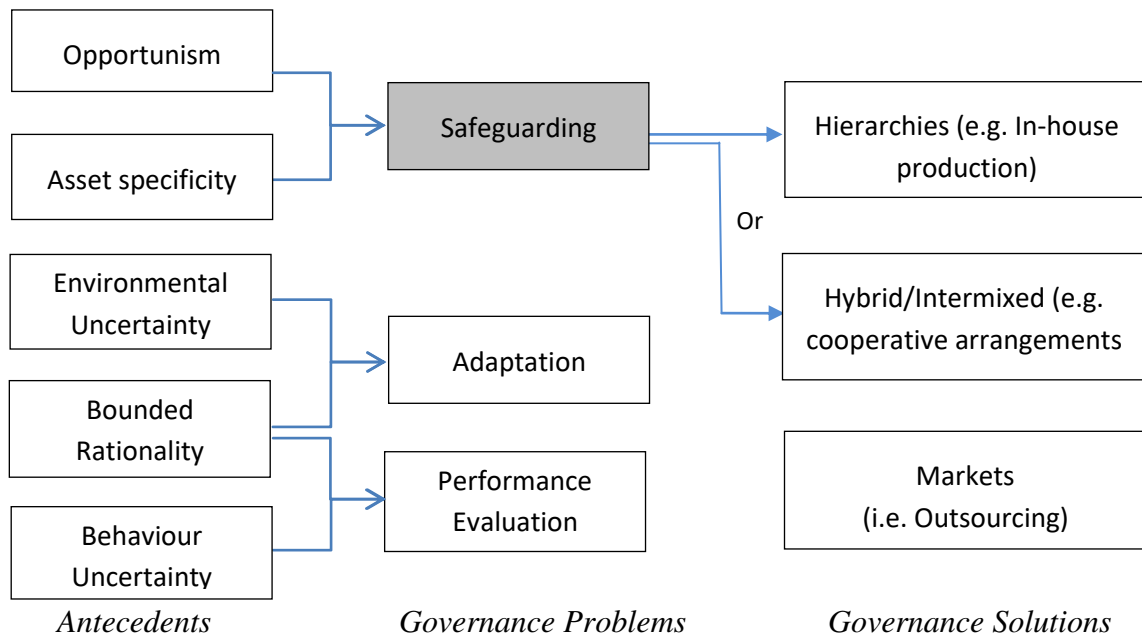 Opportunism
Asset specificity
Environmental
Uncertainty
Bounded
Rationality
Behaviour
Uncertainty
Antecedents
Safeguarding
Adaptation
Performance
Evaluation
Governance Problems
Or
Hierarchies (e.g. In-house
production)
Hybrid/Intermixed (e.g.
cooperative arrangements
Markets
(i.e. Outsourcing)
Governance Solutions